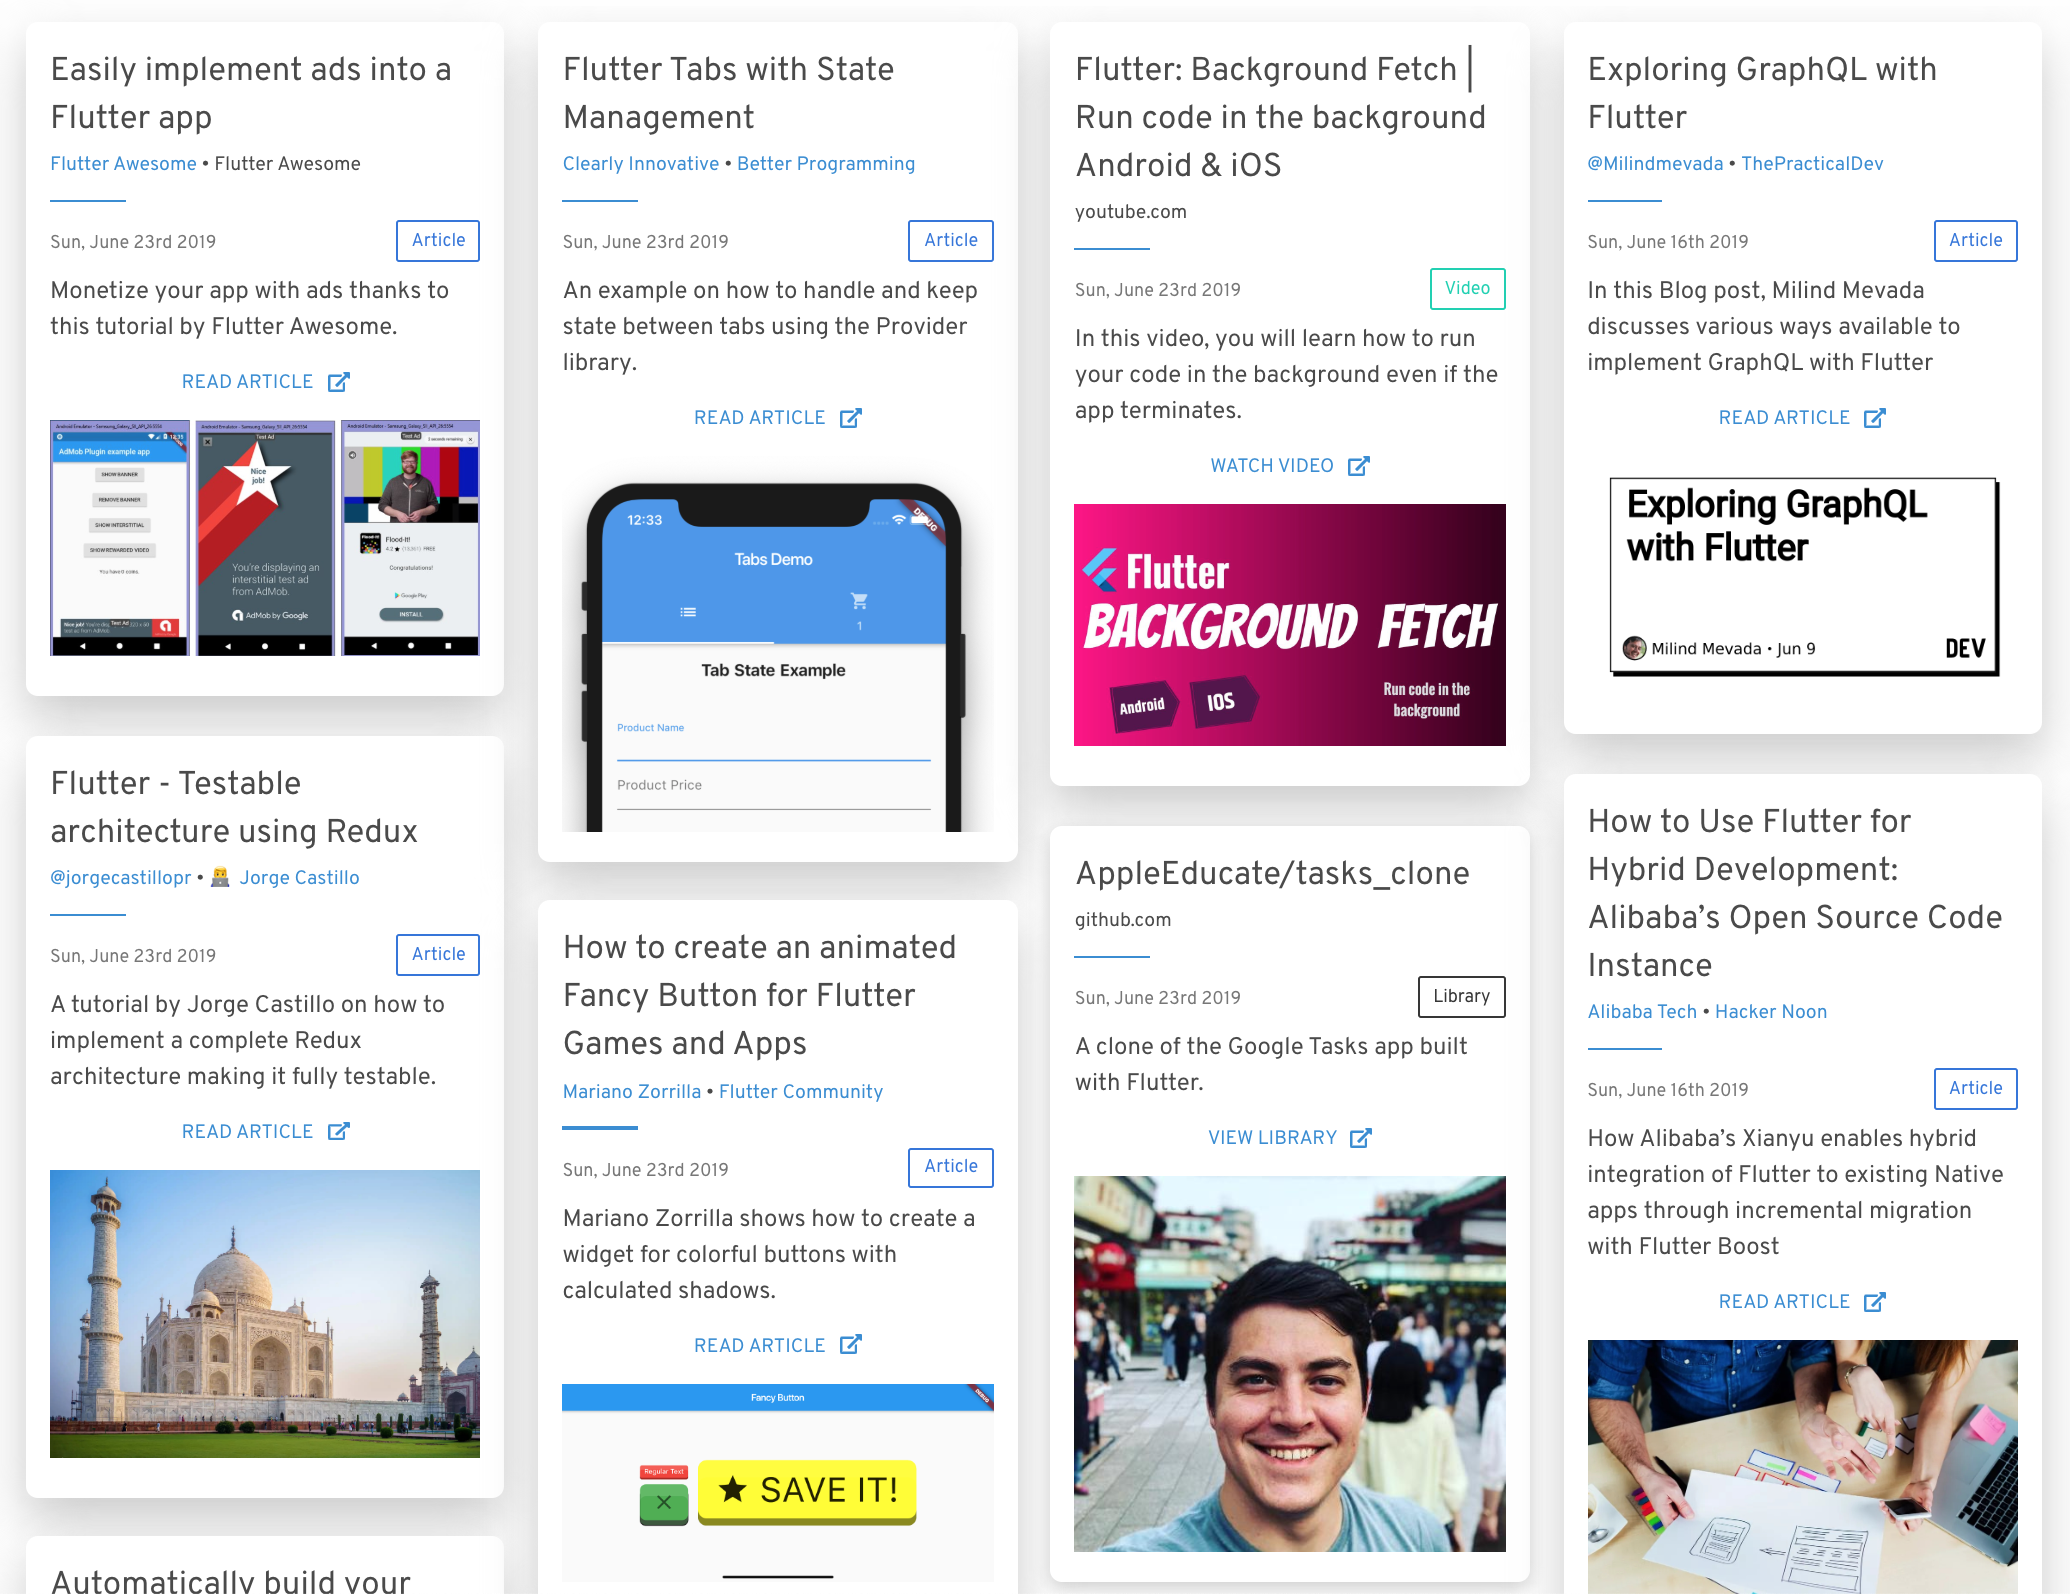 Easily implement ads into a
Flutter app
Flutter Awesome • Flutter Awesome
Sun, June 23rd 2019
Article
Monetize your app with ads thanks to
this tutorial by Flutter Awesome.
READ ARTICLE
AdMob Plugin example app
SHOW BANNER
REMOVE BANNER
SHOW INTERSTITIAL
SHOW REWARDED VIDEO
You have 0 coins.
Nice job!
Test Ad
Test Ad
Nice
job!
You're displaying an
interstitial test ad
from AdMob.
AdMob by Google
Test Ad
Flood-It!
FREE
Congratulations!
Google Play
INSTALL
Flutter - Testable
architecture using Redux
@jorgecastillopr • Jorge Castillo
Sun, June 23rd 2019
Article
A tutorial by Jorge Castillo on how to
implement a complete Redux
architecture making it fully testable.
READ ARTICLE
Automatically build your
Flutter Tabs with State
Management
Clearly Innovative • Better Programming
Sun, June 23rd 2019
Article
An example on how to handle and keep
state between tabs using the Provider
library.
READ ARTICLE
12:33
DEBUG
Tabs Demo
1
Tab State Example
Product Name
Product Price
How to create an animated
Fancy Button for Flutter
Games and Apps
Mariano Zorrilla • Flutter Community
Sun, June 23rd 2019
Article
Mariano Zorrilla shows how to create a
widget for colorful buttons with
calculated shadows.
READ ARTICLE
Fancy Button
DEBUG
Regular Text
SAVE IT!
Flutter: Background Fetch |
Run code in the background
Android & iOS
youtube.com
Sun, June 23rd 2019
Video
In this video, you will learn how to run
your code in the background even if the
app terminates.
WATCH VIDEO
Flutter
BACKGROUND FETCH
Android
IOS
Run code in the
background
AppleEducate/tasks_clone
github.com
Sun, June 23rd 2019
Library
A clone of the Google Tasks app built
with Flutter.
VIEW LIBRARY
Exploring GraphQL with
Flutter
@Milindmevada • ThePracticalDev
Sun, June 16th 2019
Article
In this Blog post, Milind Mevada
discusses various ways available to
implement GraphQL with Flutter
READ ARTICLE
Exploring GraphQL
with Flutter
Milind Mevada • Jun 9
DEV
How to Use Flutter for
Hybrid Development:
Alibaba’s Open Source Code
Instance
Alibaba Tech • Hacker Noon
Sun, June 16th 2019
Article
How Alibaba’s Xianyu enables hybrid
integration of Flutter to existing Native
apps through incremental migration
with Flutter Boost
READ ARTICLE